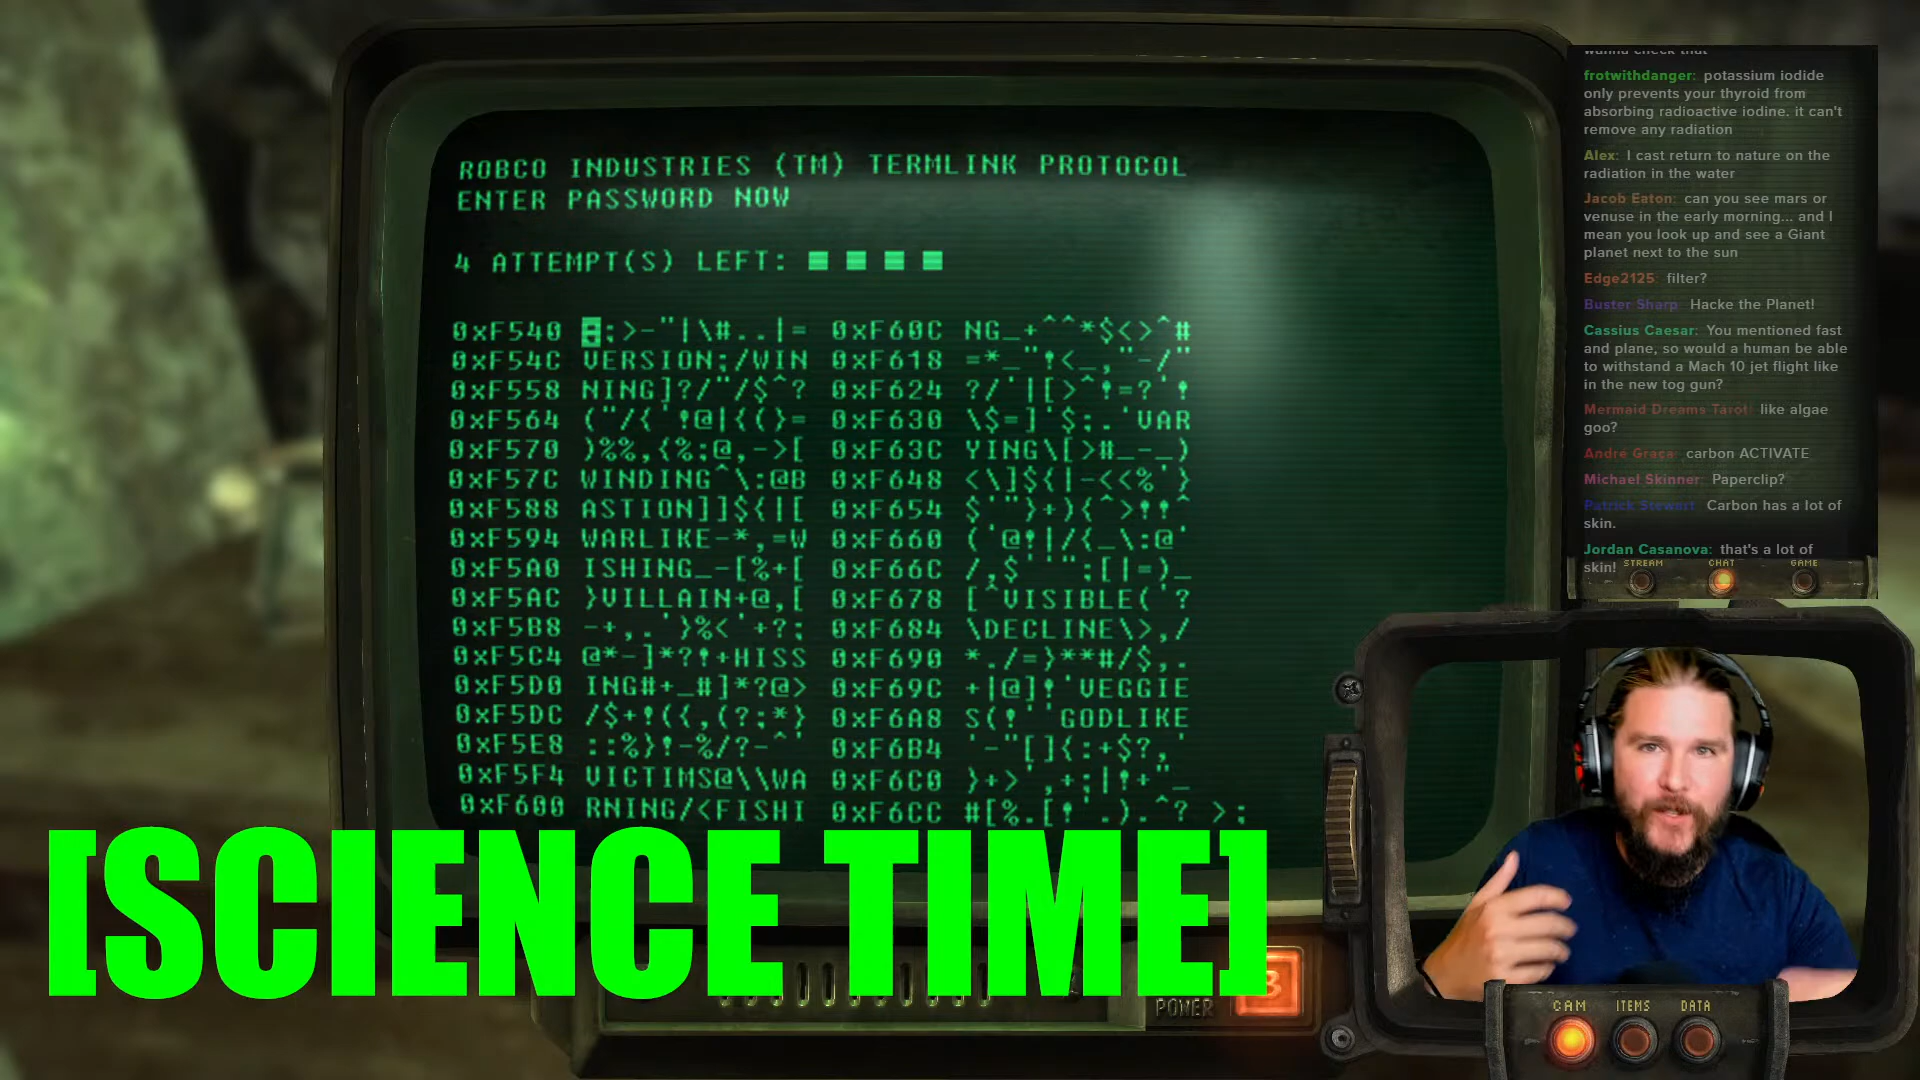 ROBCO INDUSTRIES (TM) TERMLINK PROTOCOL
ENTER PASSWORD NOW
4 ATTEMPT(S) LEFT:
0xF540 :;>-"|\#..|= 0xF60C NG_+^^*$<>^#
0xF54C VERSION;/WIN 0xF618 =*_"!<_,"-/"
0xF558 NING]?/"/$^? 0xF624 ?/'|[>^!=?'!
0xF564 ("/{'!@|{()= 0xF630 \$=]'$;.'VAR
0xF570 )%%,{%;@,->[ 0xF63C YING\[>#_-_)
0xF57C WINDING^\:@B 0xF648 <\]${|-<<%'}
0xF588 ASTION]]${|[ 0xF654 $'"}+){^>!!^
0xF594 WARLIKE-*,=W 0xF660 ('@!|/{_\:@'
0xF5A0 ISHING_-[%+[ 0xF66C /,$'"":[|=)_
0xF5AC }VILLAIN+@,[ 0xF678 [^VISIBLE('?
0xF5B8 -+,.'}%<'+?; 0xF684 \DECLINE\>,/
0xF5C4 @*-]*?!+HISS 0xF690 *./=}**#/$,.
0xF5D0 ING#+_#]*?@> 0xF69C +|@]!'VEGGIE
0xF5DC /$+!({,(?;*} 0xF6A8 S(!''GODLIKE
0xF5E8 ::%}!-%/?-^' 0xF6B4 '-"[]{:+$?,'
0xF5F4 VICTIMS@\\WA 0xF6C0 }+>',+;|!+"_
0xF600 RNING/<FISHI 0xF6CC #[%.[!'.).^? >;
[SCIENCE TIME]
POWER
frotwithdanger: potassium iodide
only prevents your thyroid from
absorbing radioactive iodine. it can't
remove any radiation
Alex: I cast return to nature on the
radiation in the water
Jacob Eaton: can you see mars or
venuse in the early morning... and I
mean you look up and see a Giant
planet next to the sun
Edge2125: filter?
Buster Sharp: Hacke the Planet!
Cassius Caesar: You mentioned fast
and plane, so would a human be able
to withstand a Mach 10 jet flight like
in the new tog gun?
Mermaid Dreams Tarot: like algae
goo?
Andre Graça: carbon ACTIVATE
Michael Skinner: Paperclip?
Patrick Stewart: Carbon has a lot of
skin.
Jordan Casanova: that's a lot of
skin!
STREAM CHAT GAME
CAM ITEMS DATA